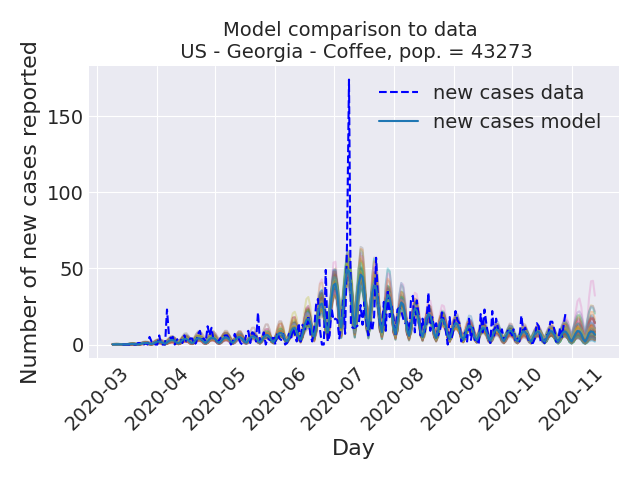 Model comparison to data
US - Georgia - Coffee, pop. = 43273
new cases data
new cases model
Number of new cases reported
150
100
50
0
2020-03
2020-04
2020-05
2020-06
2020-07
2020-08
2020-09
2020-10
2020-11
Day